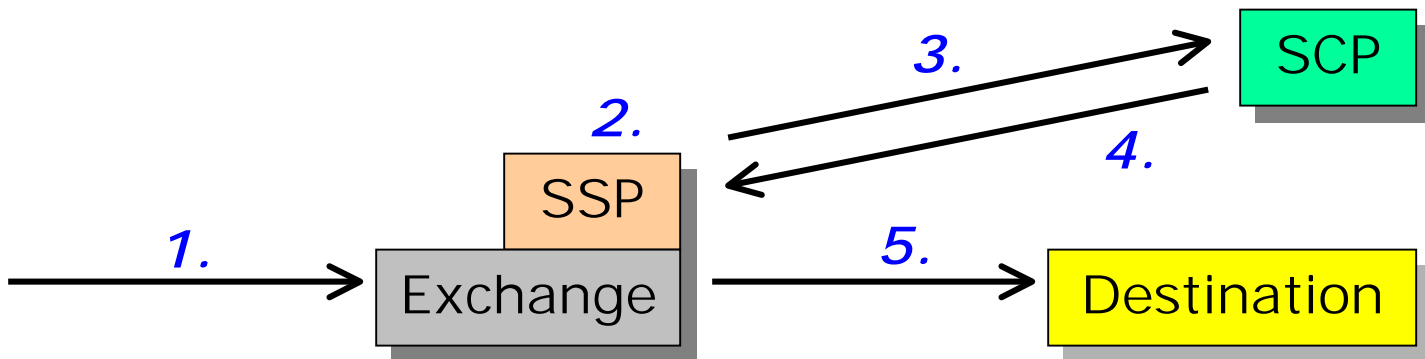 1.
2.
3.
4.
5.
SSP
SCP
Exchange
Destination